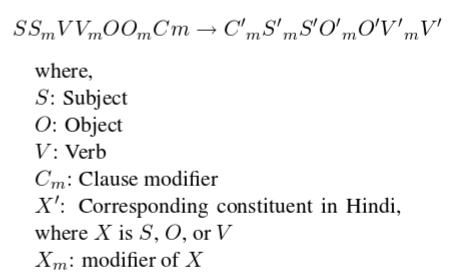 SS_mVV_mOO_mCm → C'_mS'_mS'O'_mO'V'_mV'
where,
S: Subject
O: Object
V: Verb
C_m: Clause modifier
X': Corresponding constituent in Hindi,
where X is S, O, or V
X_m: modifier of X